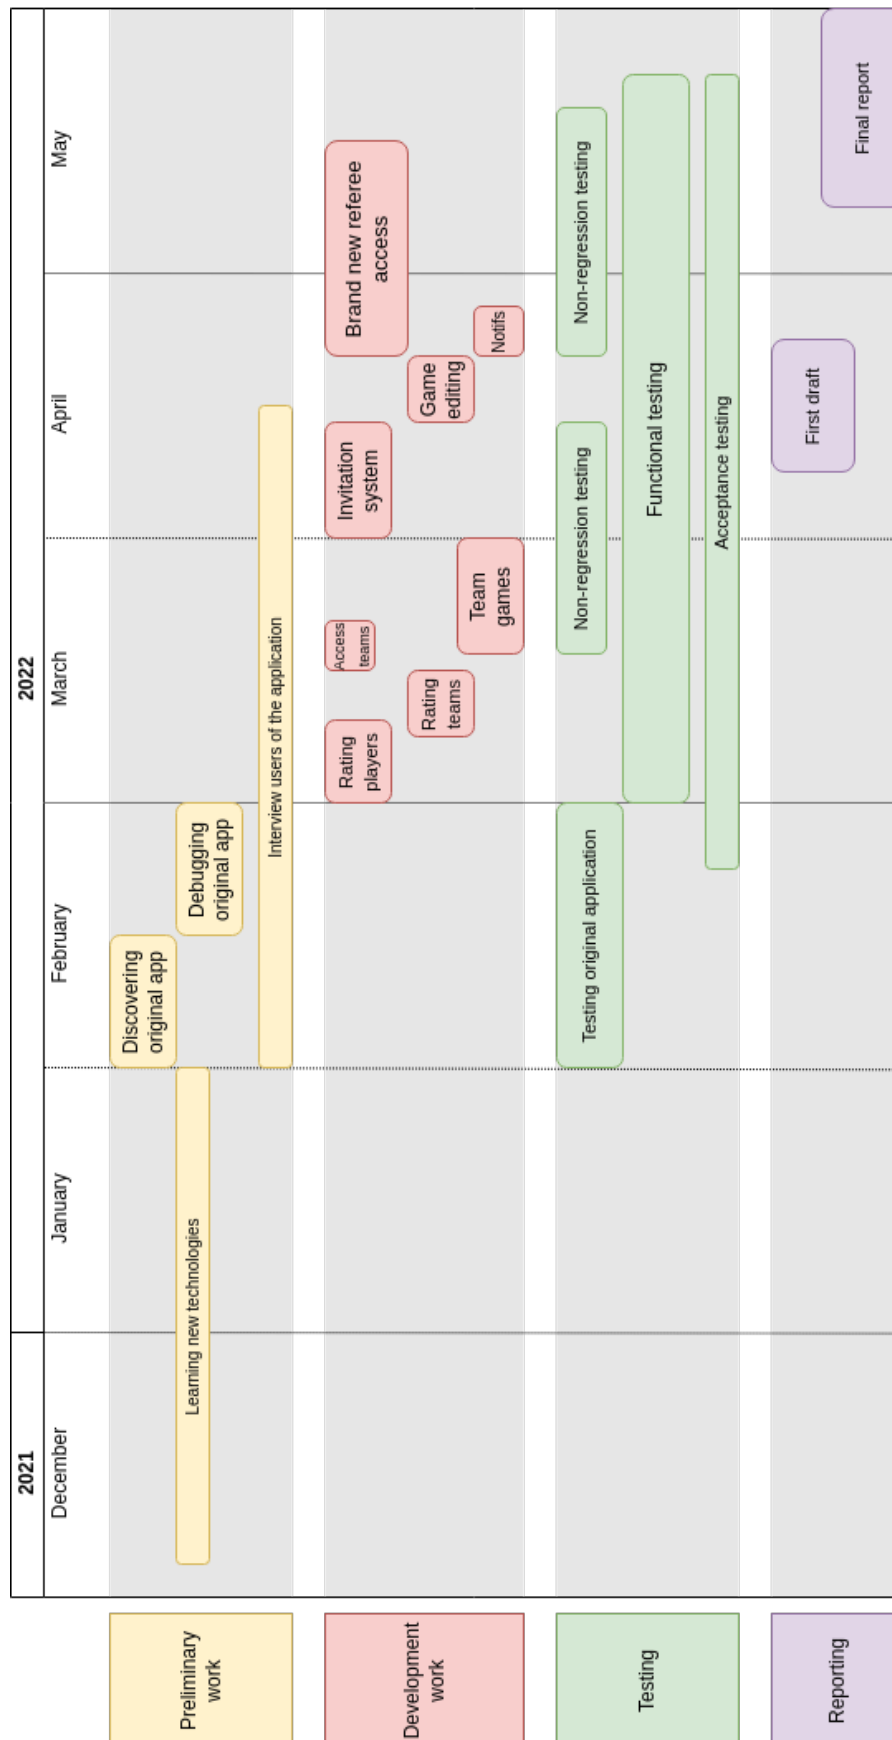 2021
2022
December
January
February
March
April
May
Preliminary
work
Learning new technologies
Discovering
original app
Debugging
original app
Interview users of the application
Development
work
Rating
players
Access
teams
Invitation
system
Brand new referee
access
Rating
teams
Game
editing
Team
games
Notifs
Testing
Testing original application
Non-regression testing
Non-regression testing
Functional testing
Acceptance testing
Reporting
First draft
Final report